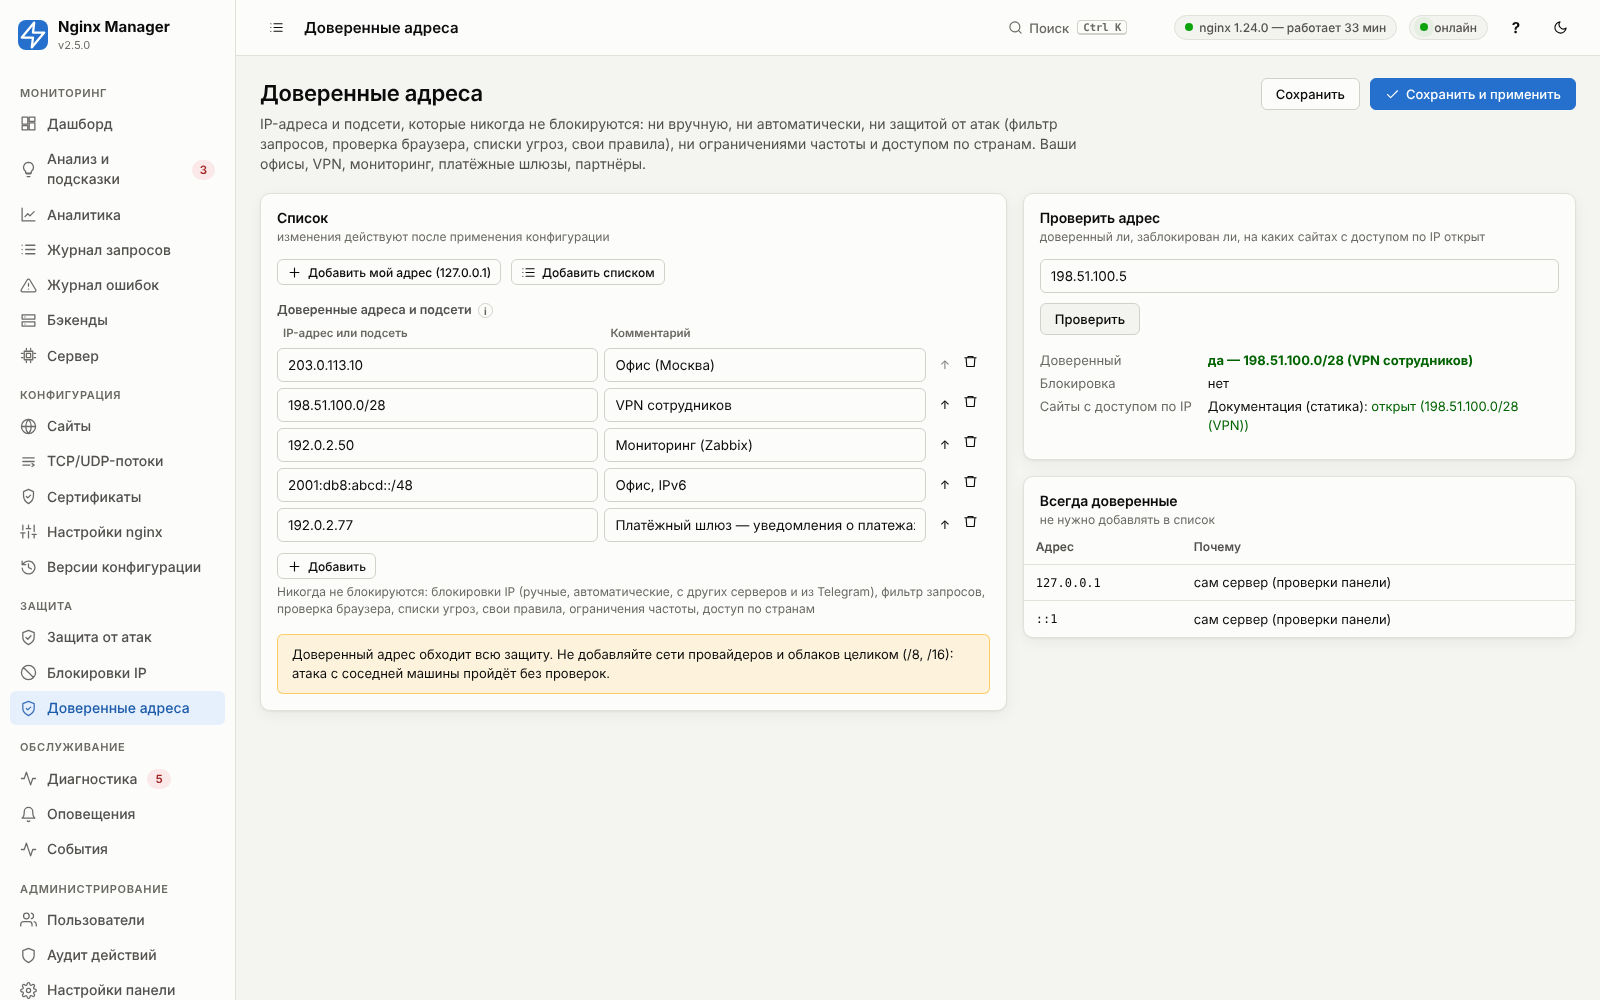 Nginx Manager
v2.5.0
МОНИТОРИНГ
Дашборд
Анализ и
подсказки
3
Аналитика
Журнал запросов
Журнал ошибок
Бэкенды
Сервер
КОНФИГУРАЦИЯ
Сайты
TCP/UDP-потоки
Сертификаты
Настройки nginx
Версии конфигурации
ЗАЩИТА
Защита от атак
Блокировки IP
Доверенные адреса
ОБСЛУЖИВАНИЕ
Диагностика 5
Оповещения
События
АДМИНИСТРИРОВАНИЕ
Пользователи
Аудит действий
Настройки панели
Доверенные адреса
Поиск Ctrl K
nginx 1.24.0 — работает 33 мин
онлайн
?
Доверенные адреса
Сохранить
Сохранить и применить
IP-адреса и подсети, которые никогда не блокируются: ни вручную, ни автоматически, ни защитой от атак (фильтр
запросов, проверка браузера, списки угроз, свои правила), ни ограничениями частоты и доступом по странам. Ваши
офисы, VPN, мониторинг, платёжные шлюзы, партнёры.
Список
изменения действуют после применения конфигурации
Добавить мой адрес (127.0.0.1)
Добавить списком
Доверенные адреса и подсети i
IP-адрес или подсеть Комментарий
203.0.113.10 Офис (Москва)
198.51.100.0/28 VPN сотрудников
192.0.2.50 Мониторинг (Zabbix)
2001:db8:abcd::/48 Офис, IPv6
192.0.2.77 Платёжный шлюз — уведомления о платежа
Добавить
Никогда не блокируются: блокировки IP (ручные, автоматические, с других серверов и из Telegram), фильтр запросов,
проверка браузера, списки угроз, свои правила, ограничения частоты, доступ по странам
Доверенный адрес обходит всю защиту. Не добавляйте сети провайдеров и облаков целиком (/8, /16):
атака с соседней машины пройдёт без проверок.
Проверить адрес
доверенный ли, заблокирован ли, на каких сайтах с доступом по IP открыт
198.51.100.5
Проверить
Доверенный да — 198.51.100.0/28 (VPN сотрудников)
Блокировка нет
Сайты с доступом по IP Документация (статика): открыт (198.51.100.0/28
(VPN))
Всегда доверенные
не нужно добавлять в список
Адрес Почему
127.0.0.1 сам сервер (проверки панели)
::1 сам сервер (проверки панели)